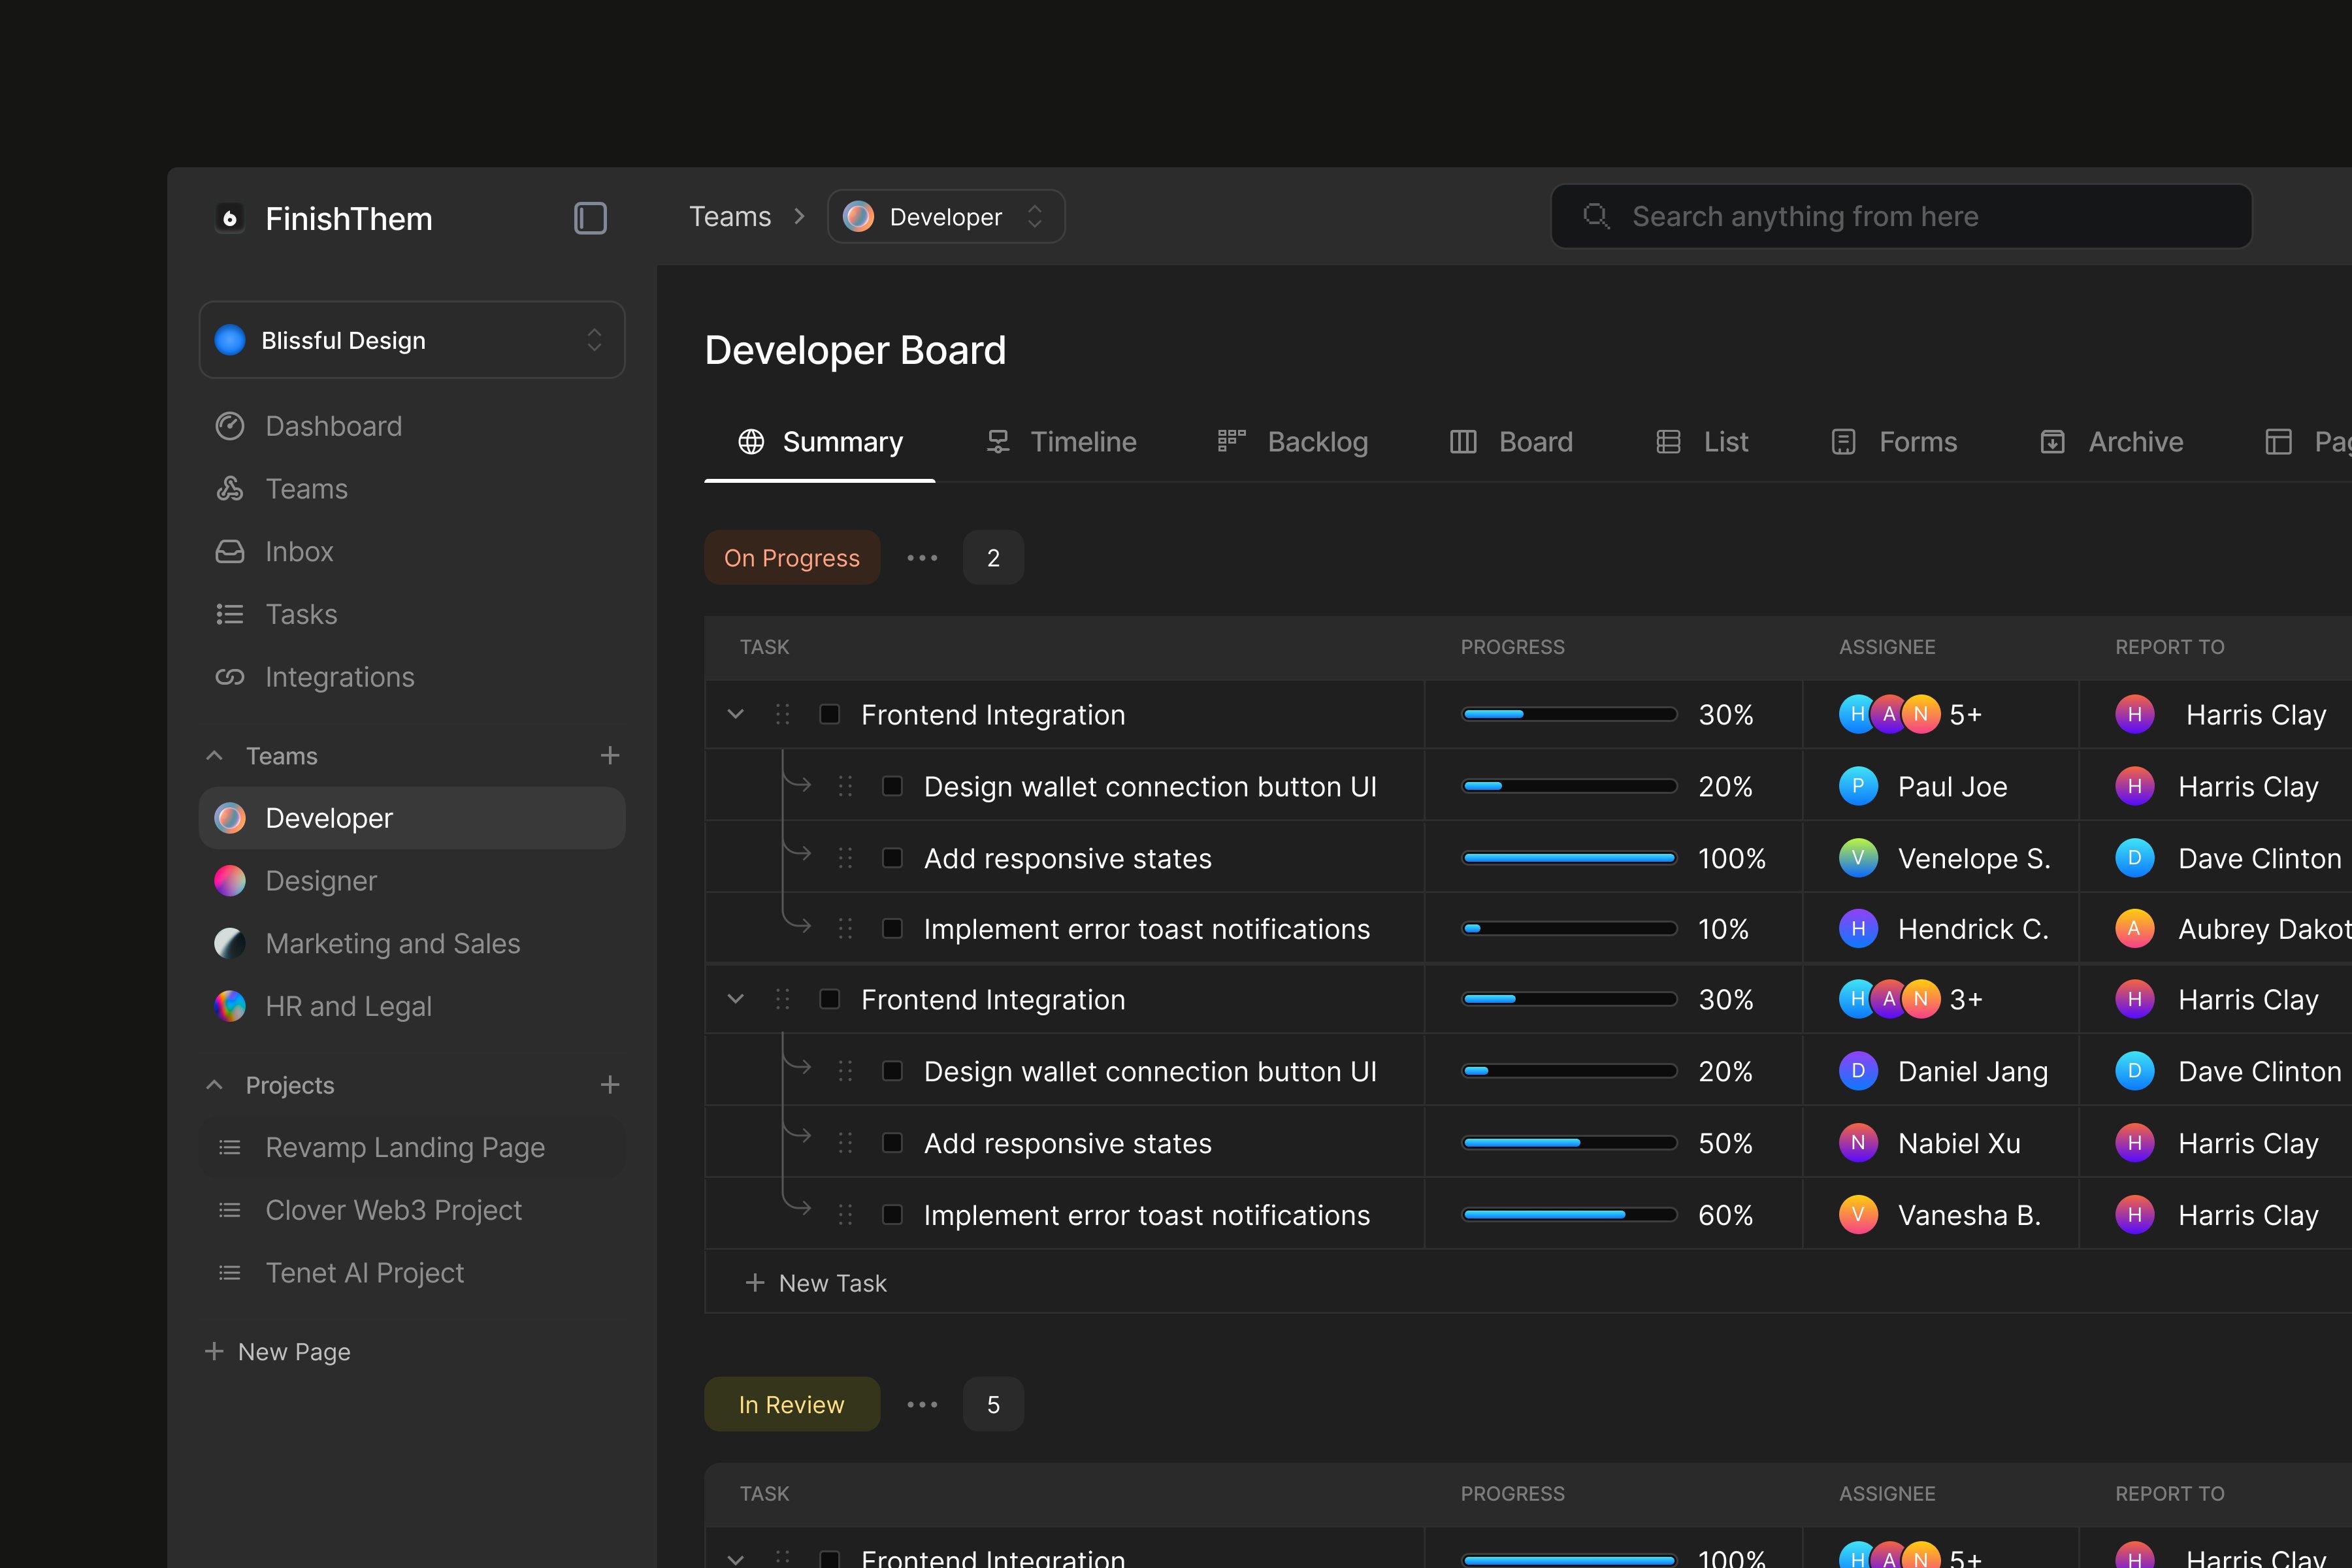 FinishThem
Teams
Developer
Search anything from here
Blissful Design
Dashboard
Teams
Inbox
Tasks
Integrations
Teams
Developer
Designer
Marketing and Sales
HR and Legal
Projects
Revamp Landing Page
Clover Web3 Project
Tenet AI Project
New Page
Developer Board
Summary Timeline Backlog Board List Forms Archive
On Progress 2
TASK PROGRESS ASSIGNEE REPORT TO
Frontend Integration 30% H A N 5+ H Harris Clay
Design wallet connection button UI 20% P Paul Joe H Harris Clay
Add responsive states 100% V Venelope S. D Dave Clinton
Implement error toast notifications 10% H Hendrick C. A Aubrey Dakot
Frontend Integration 30% H A N 3+ H Harris Clay
Design wallet connection button UI 20% D Daniel Jang D Dave Clinton
Add responsive states 50% N Nabiel Xu H Harris Clay
Implement error toast notifications 60% V Vanesha B. H Harris Clay
New Task
In Review 5
TASK PROGRESS ASSIGNEE REPORT TO
Frontend Integration 100% H A N 5+ H Harris Clay